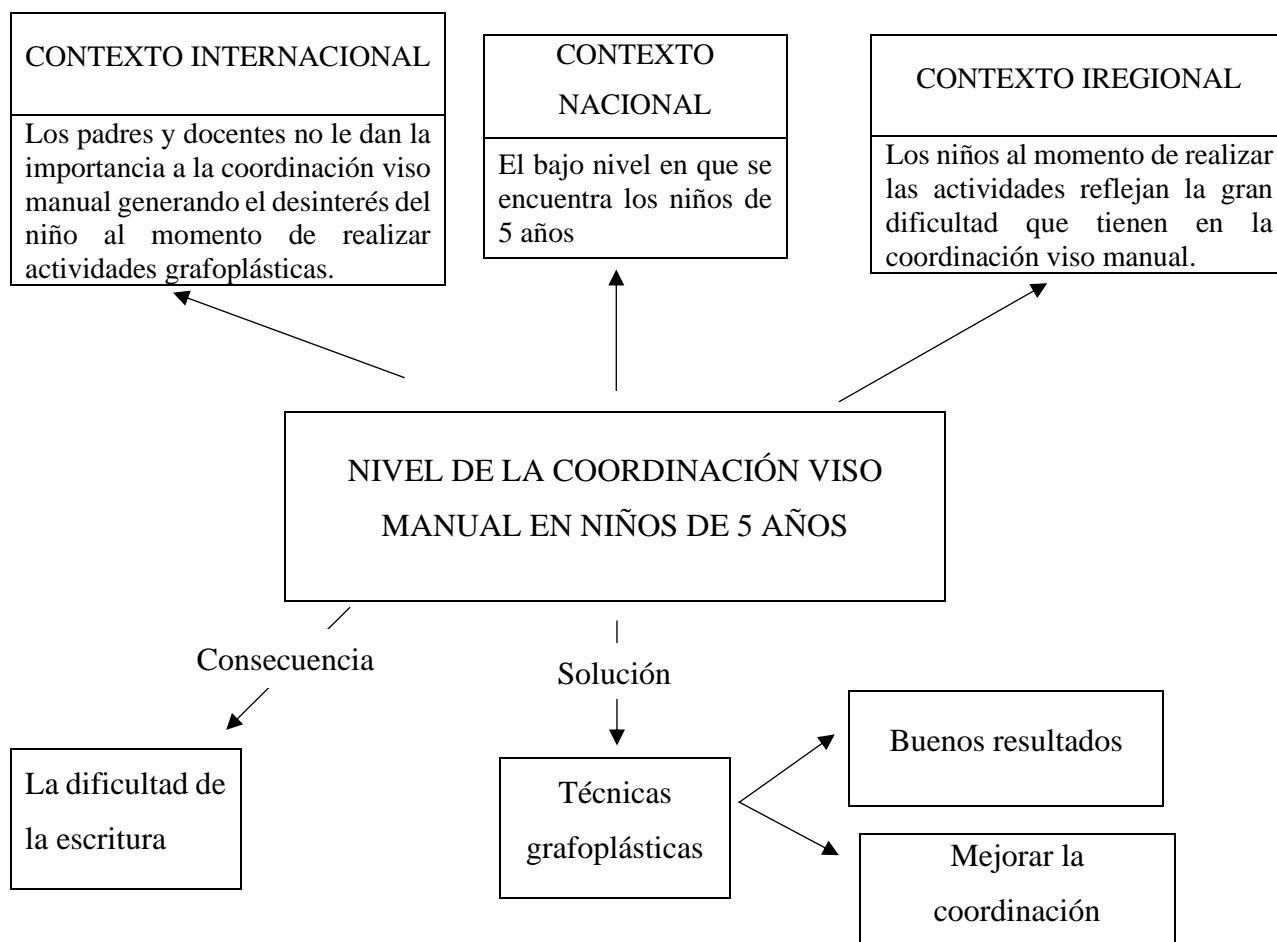 CONTEXTO INTERNACIONAL
Los padres y docentes no le dan la
importancia a la coordinación viso
manual generando el desinterés del
niño al momento de realizar
actividades grafoplásticas.
CONTEXTO
NACIONAL
El bajo nivel en que se
encuentra los niños de
5 años
CONTEXTO IREGIONAL
Los niños al momento de realizar
las actividades reflejan la gran
dificultad que tienen en la
coordinación viso manual.
NIVEL DE LA COORDINACIÓN VISO
MANUAL EN NIÑOS DE 5 AÑOS
Consecuencia
Solución
La dificultad de
la escritura
Técnicas
grafoplásticas
Buenos resultados
Mejorar la
coordinación